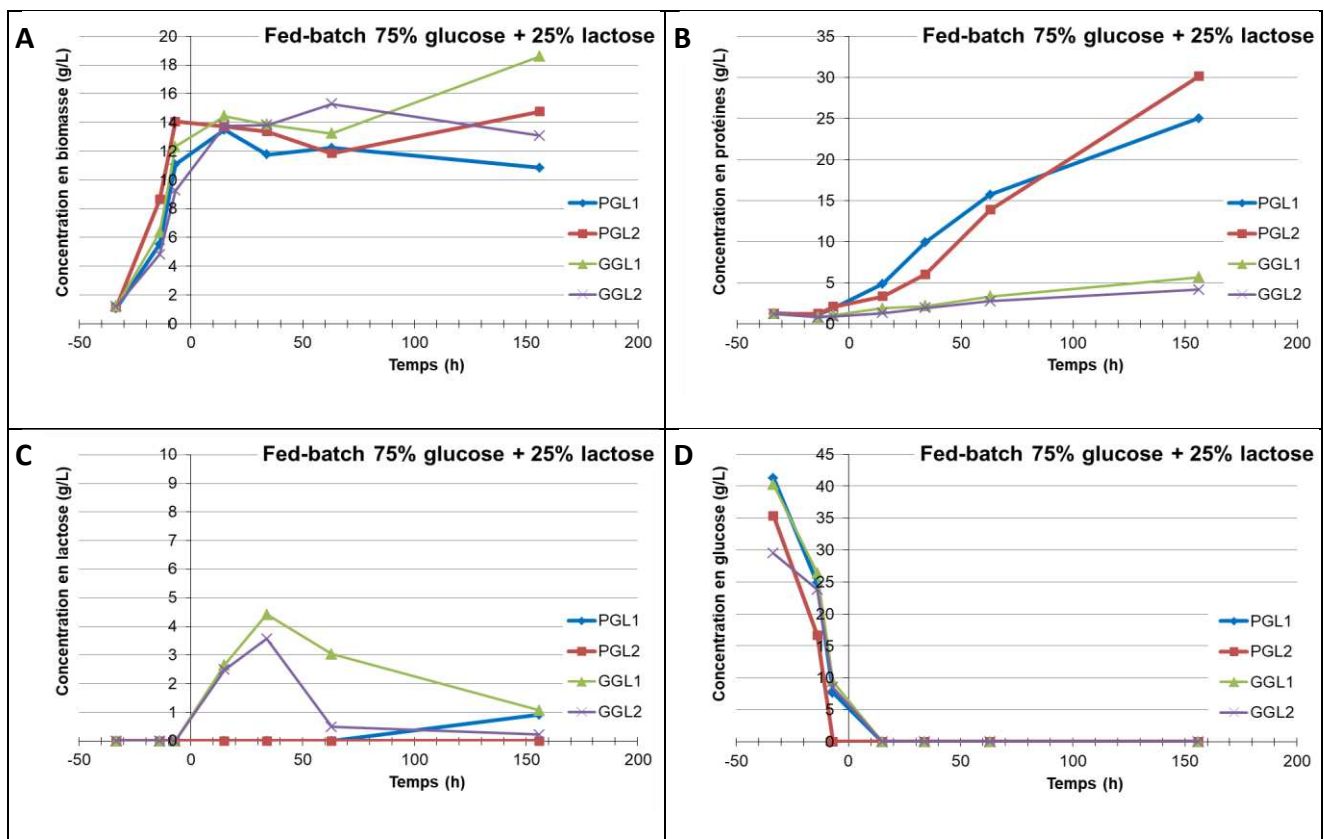 A
Fed-batch 75% glucose + 25% lactose
Concentration en biomasse (g/L)
20
18
16
14
12
10
8
6
4
2
0
-50
0
50
100
150
200
Temps (h)
PGL1
PGL2
GGL1
GGL2
B
Fed-batch 75% glucose + 25% lactose
Concentration en protéines (g/L)
35
30
25
20
15
10
5
0
-50
0
50
100
150
200
Temps (h)
PGL1
PGL2
GGL1
GGL2
C
Fed-batch 75% glucose + 25% lactose
Concentration en lactose (g/L)
10
9
8
7
6
5
4
3
2
1
0
-50
0
50
100
150
200
Temps (h)
PGL1
PGL2
GGL1
GGL2
D
Fed-batch 75% glucose + 25% lactose
Concentration en glucose (g/L)
45
40
35
30
25
20
15
10
5
0
-50
0
50
100
150
200
Temps (h)
PGL1
PGL2
GGL1
GGL2